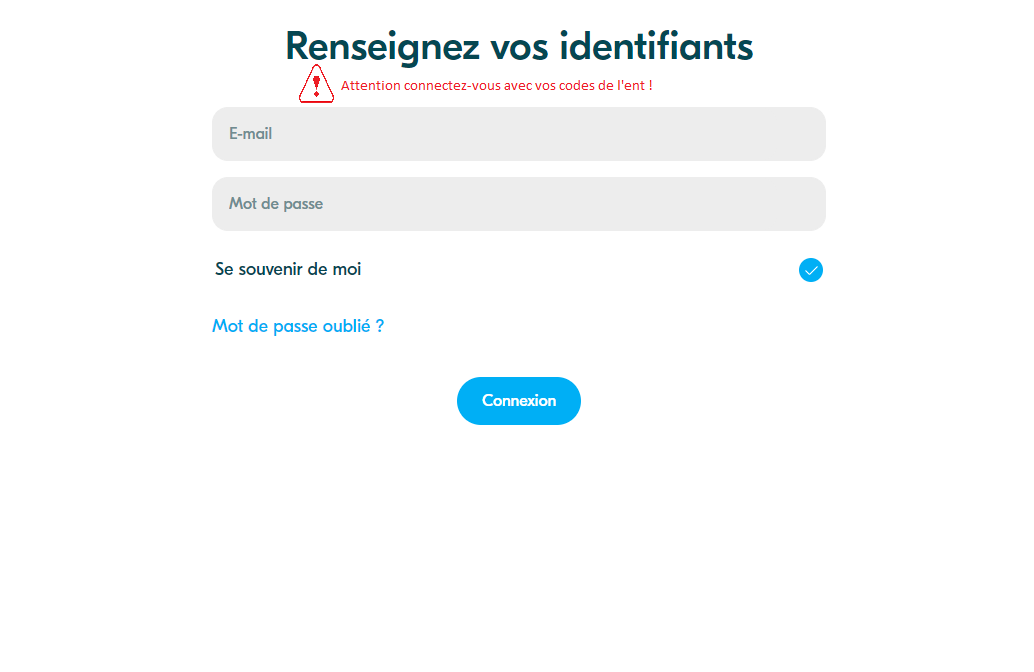 Renseignez vos identifiants
Attention connectez-vous avec vos codes de l'ent !
E-mail
Mot de passe
Se souvenir de moi
Mot de passe oublié ?
Connexion